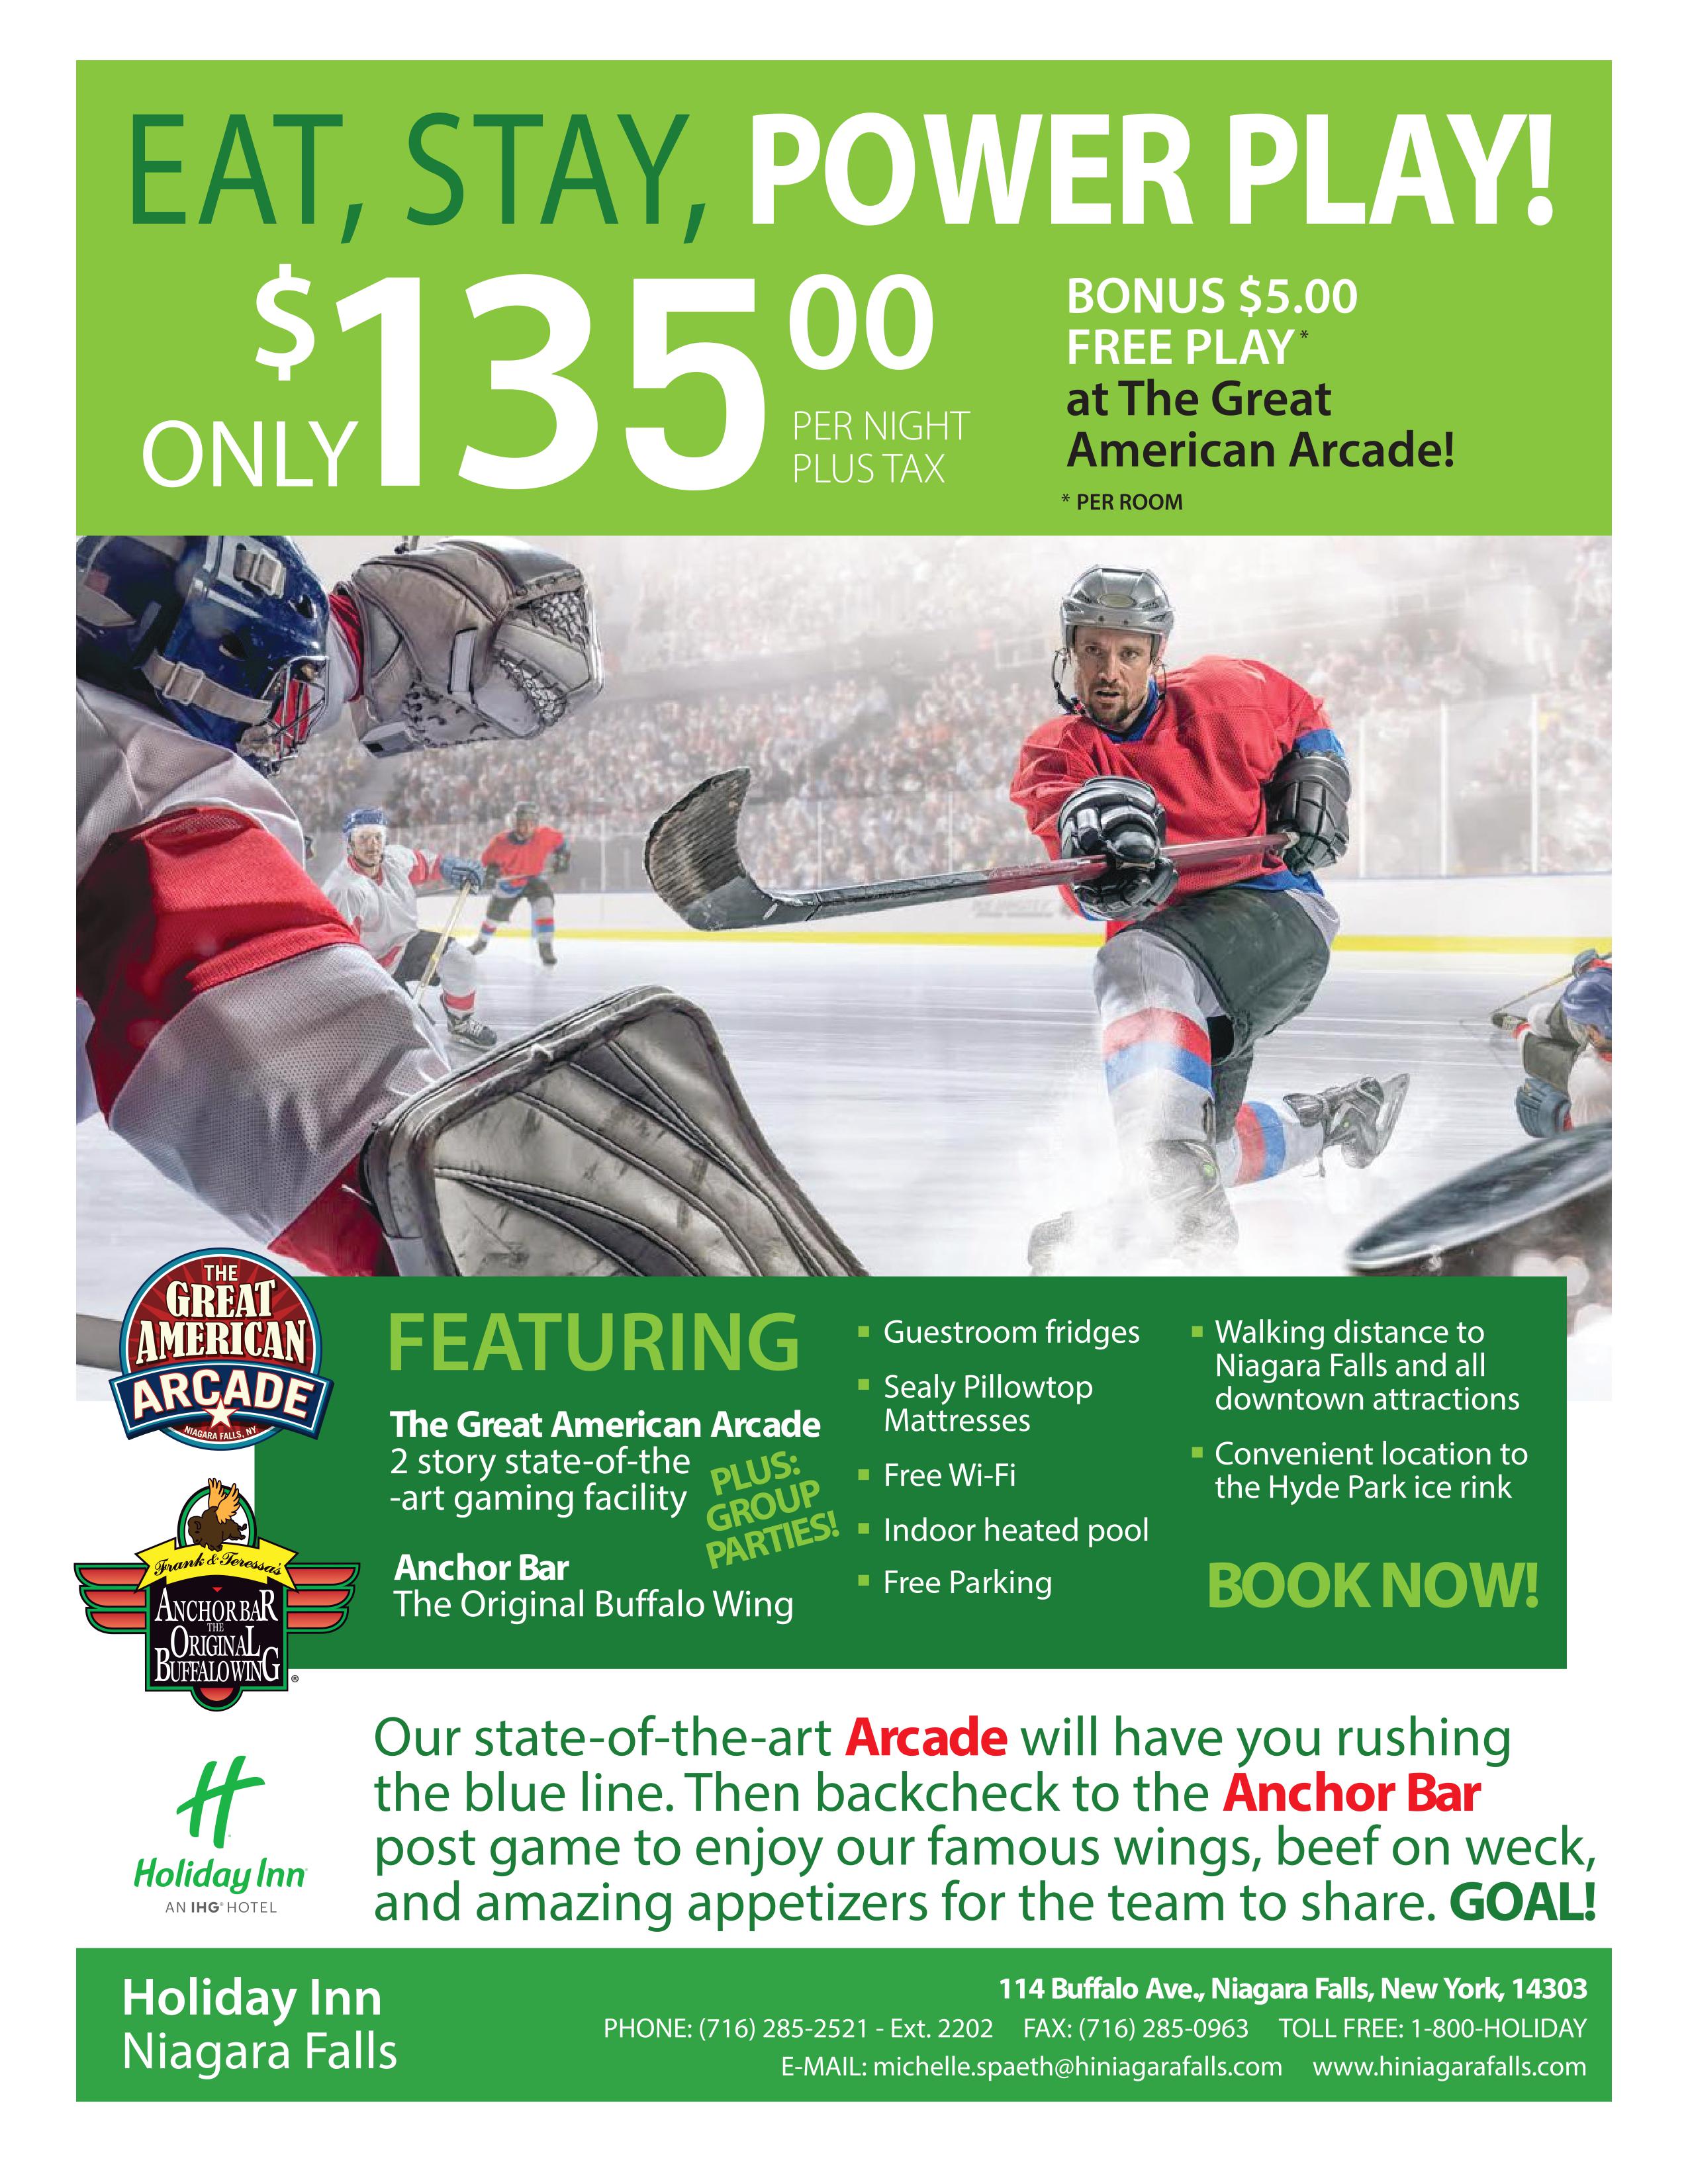 EAT, STAY, POWER PLAY!
ONLY $135 00
PER NIGHT
PLUS TAX
BONUS $5.00
FREE PLAY*
at The Great
American Arcade!
* PER ROOM
THE
GREAT
AMERICAN
ARCADE
NIAGARA FALLS, NY
Frank & Teressa's
ANCHOR BAR
THE
ORIGINAL
BUFFALO WING®
FEATURING
The Great American Arcade
2 story state-of-the
-art gaming facility
PLUS:
GROUP
PARTIES!
Anchor Bar
The Original Buffalo Wing
▪ Guestroom fridges
▪ Sealy Pillowtop
Mattresses
▪ Free Wi-Fi
▪ Indoor heated pool
▪ Free Parking
▪ Walking distance to
Niagara Falls and all
downtown attractions
▪ Convenient location to
the Hyde Park ice rink
BOOK NOW!
Our state-of-the-art Arcade will have you rushing
the blue line. Then backcheck to the Anchor Bar
post game to enjoy our famous wings, beef on weck,
and amazing appetizers for the team to share. GOAL!
H
Holiday Inn
AN IHG® HOTEL
Holiday Inn
Niagara Falls
114 Buffalo Ave., Niagara Falls, New York, 14303
PHONE: (716) 285-2521 - Ext. 2202 FAX: (716) 285-0963 TOLL FREE: 1-800-HOLIDAY
E-MAIL: michelle.spaeth@hiniagarafalls.com www.hiniagarafalls.com